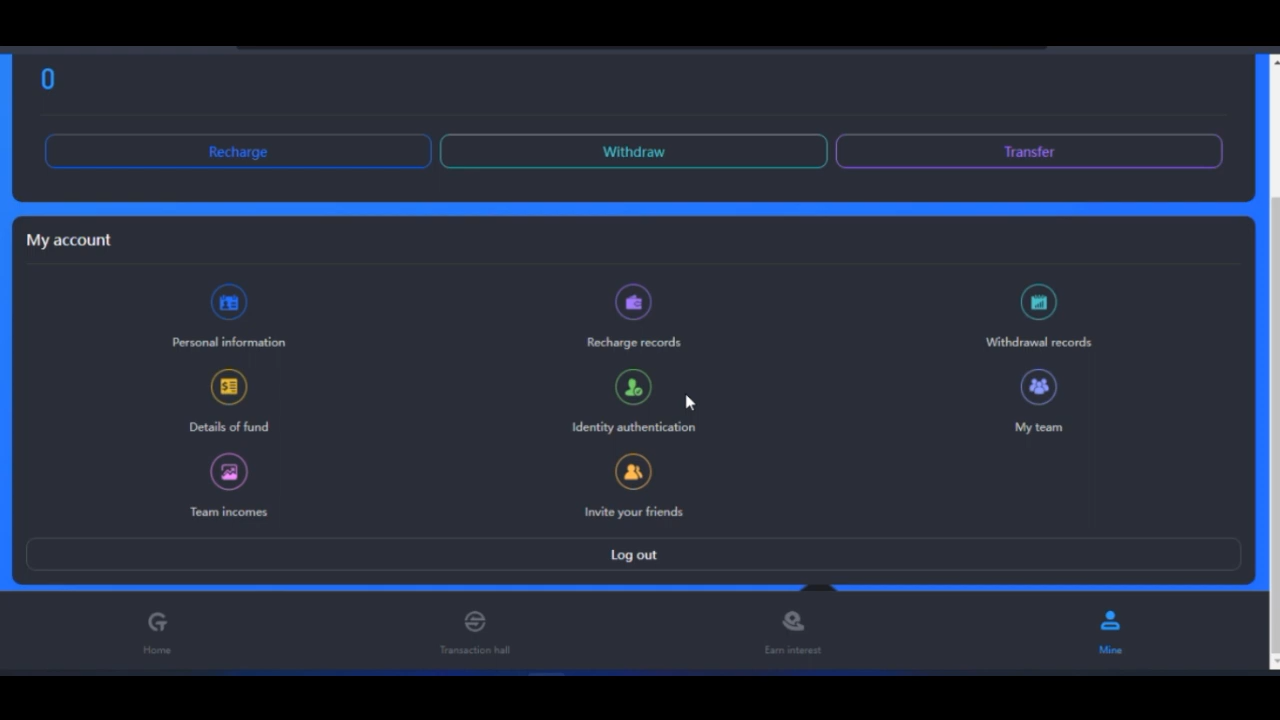 0
Recharge
Withdraw
Transfer
My account
Personal information
Recharge records
Withdrawal records
Details of fund
Identity authentication
My team
Team incomes
Invite your friends
Log out
Home
Transaction hall
Earn interest
Mine